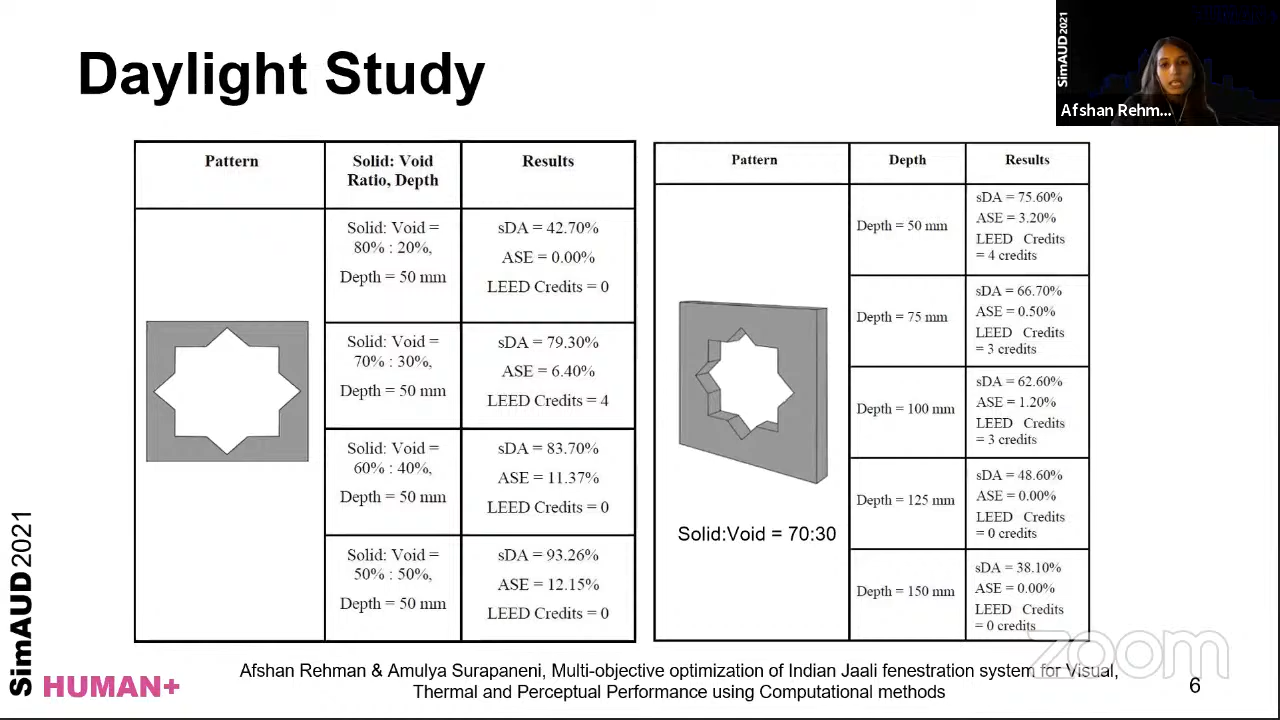 Daylight Study
SimAUD2021
Afshan Rehm...
Pattern
Solid: Void
Ratio, Depth
Results
Solid: Void =
80% : 20%,
Depth = 50 mm
sDA = 42.70%
ASE = 0.00%
LEED Credits = 0
Solid: Void =
70% : 30%,
Depth = 50 mm
sDA = 79.30%
ASE = 6.40%
LEED Credits = 4
Solid: Void =
60% : 40%,
Depth = 50 mm
sDA = 83.70%
ASE = 11.37%
LEED Credits = 0
Solid: Void =
50% : 50%,
Depth = 50 mm
sDA = 93.26%
ASE = 12.15%
LEED Credits = 0
Pattern
Depth
Results
Solid:Void = 70:30
Depth = 50 mm
sDA = 75.60%
ASE = 3.20%
LEED Credits
= 4 credits
Depth = 75 mm
sDA = 66.70%
ASE = 0.50%
LEED Credits
= 3 credits
Depth = 100 mm
sDA = 62.60%
ASE = 1.20%
LEED Credits
= 3 credits
Depth = 125 mm
sDA = 48.60%
ASE = 0.00%
LEED Credits
= 0 credits
Depth = 150 mm
sDA = 38.10%
ASE = 0.00%
LEED Credits
= 0 credits
zoom
SimAUD2021
HUMAN+
Afshan Rehman & Amulya Surapaneni, Multi-objective optimization of Indian Jaali fenestration system for Visual,
Thermal and Perceptual Performance using Computational methods
6